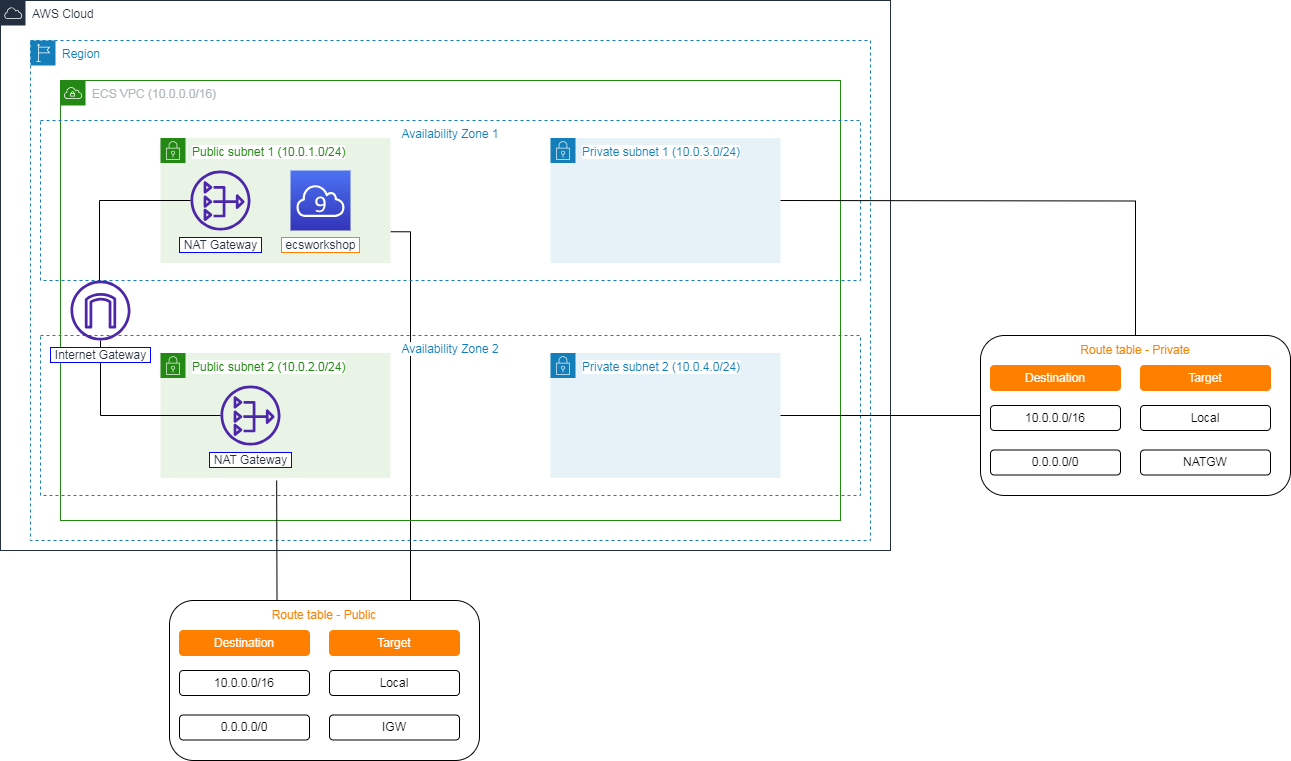 AWS Cloud
Region
ECS VPC (10.0.0.0/16)
Availability Zone 1
Public subnet 1 (10.0.1.0/24)
Private subnet 1 (10.0.3.0/24)
9
NAT Gateway
ecsworkshop
Internet Gateway
Availability Zone 2
Public subnet 2 (10.0.2.0/24)
Private subnet 2 (10.0.4.0/24)
NAT Gateway
Route table - Private
Destination Target
10.0.0.0/16 Local
0.0.0.0/0 NATGW
Route table - Public
Destination Target
10.0.0.0/16 Local
0.0.0.0/0 IGW